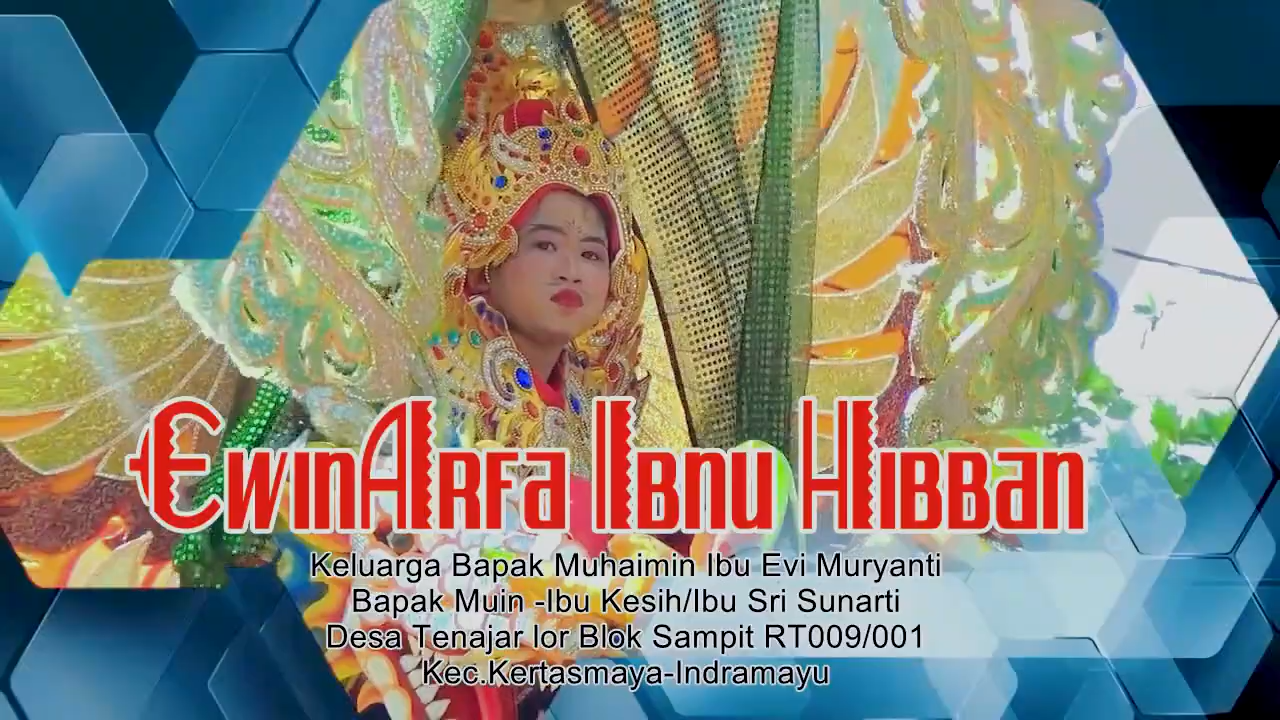 EwinArfa Ibnu Hibban
Keluarga Bapak Muhaimin Ibu Evi Muryanti
Bapak Muin -Ibu Kesih/Ibu Sri Sunarti
Desa Tenajar lor Blok Sampit RT009/001
Kec.Kertasmaya-Indramayu